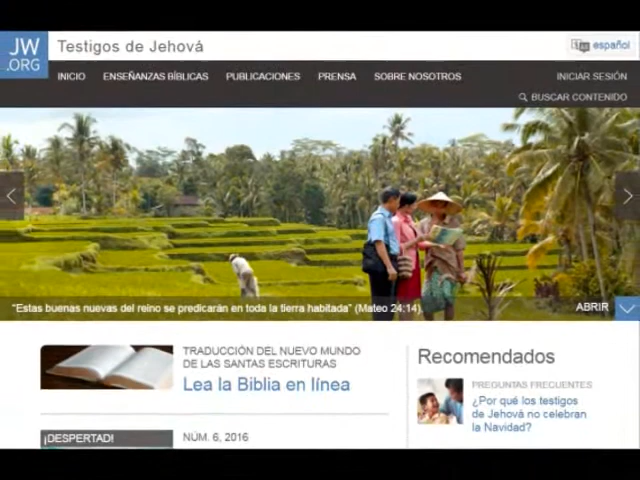 JW
.ORG
Testigos de Jehová
español
INICIO ENSEÑANZAS BÍBLICAS PUBLICACIONES PRENSA SOBRE NOSOTROS INICIAR SESIÓN
BUSCAR CONTENIDO
“Estas buenas nuevas del reino se predicarán en toda la tierra habitada” (Mateo 24:14). ABRIR
TRADUCCIÓN DEL NUEVO MUNDO
DE LAS SANTAS ESCRITURAS
Lea la Biblia en línea
Recomendados
PREGUNTAS FRECUENTES
¿Por qué los testigos
de Jehová no celebran
la Navidad?
¡DESPERTAD! NÚM. 6, 2016